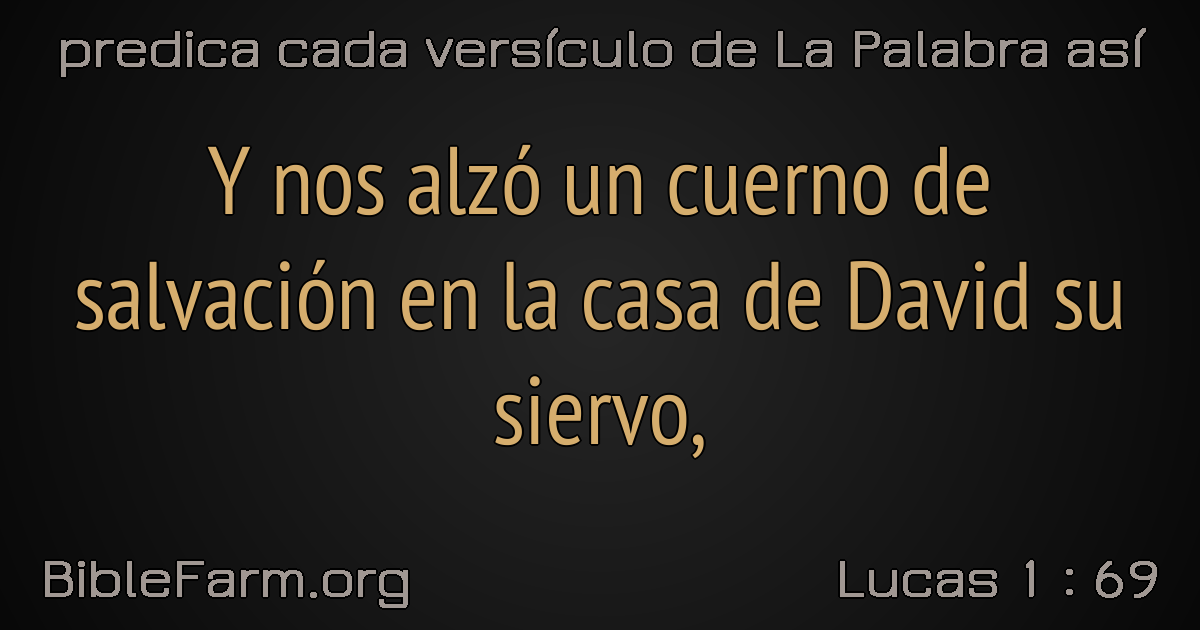 predica cada versículo de La Palabra así
Y nos alzó un cuerno de
salvación en la casa de David su
siervo,
BibleFarm.org
Lucas 1 : 69